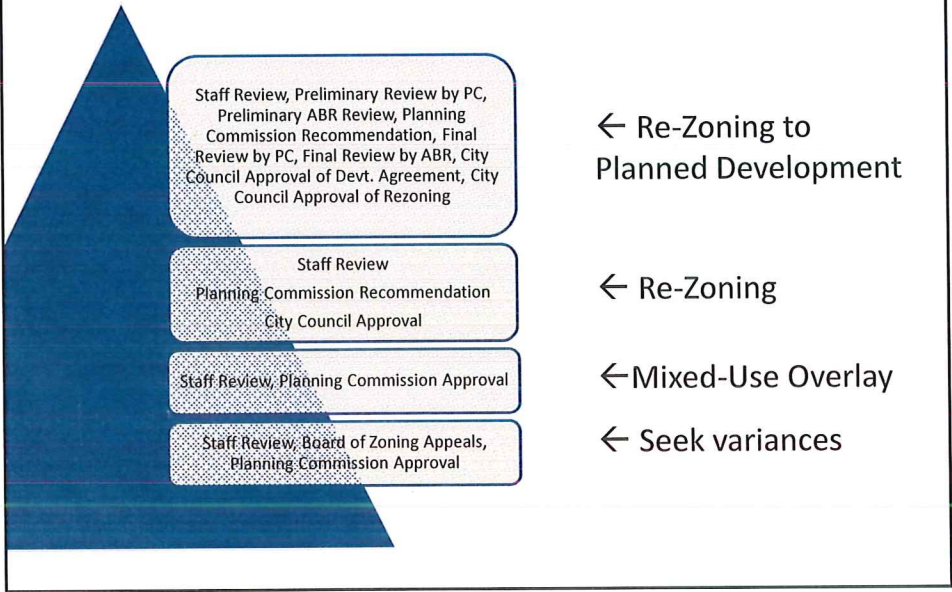 Staff Review, Preliminary Review by PC,
Preliminary ABR Review, Planning
Commission Recommendation, Final
Review by PC, Final Review by ABR, City
Council Approval of Devt. Agreement, City
Council Approval of Rezoning
← Re-Zoning to
Planned Development
Staff Review
Planning Commission Recommendation
City Council Approval
← Re-Zoning
Staff Review, Planning Commission Approval
←Mixed-Use Overlay
Staff Review, Board of Zoning Appeals,
Planning Commission Approval
← Seek variances